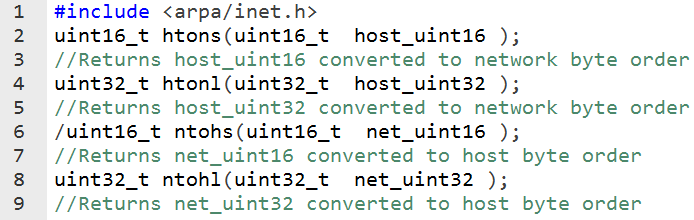 1 #include <arpa/inet.h>
2 uint16_t htons(uint16_t  host_uint16 );
3 //Returns host_uint16 converted to network byte order
4 uint32_t htonl(uint32_t  host_uint32 );
5 //Returns host_uint32 converted to network byte order
6 /uint16_t ntohs(uint16_t  net_uint16 );
7 //Returns net_uint16 converted to host byte order
8 uint32_t ntohl(uint32_t  net_uint32 );
9 //Returns net_uint32 converted to host byte order